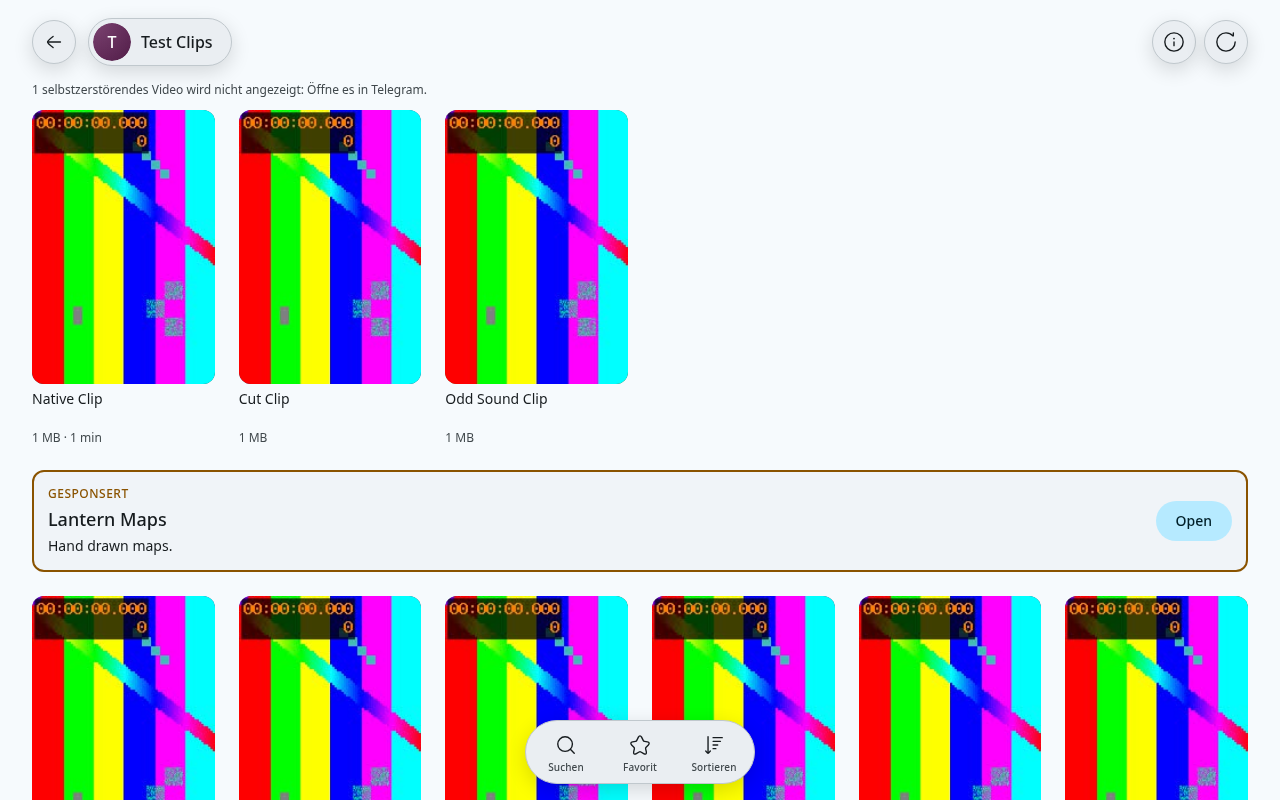 T Test Clips
1 selbstzerstörendes Video wird nicht angezeigt: Öffne es in Telegram.
00:00:00.000
0
00:00:00.000
0
00:00:00.000
0
Native Clip
Cut Clip
Odd Sound Clip
1 MB · 1 min
1 MB
1 MB
GESPONSERT
Lantern Maps
Hand drawn maps.
Open
00:00:00.000
0
00:00:00.000
0
00:00:00.000
0
00:00:00.000
0
00:00:00.000
0
00:00:00.000
0
Suchen
Favorit
Sortieren